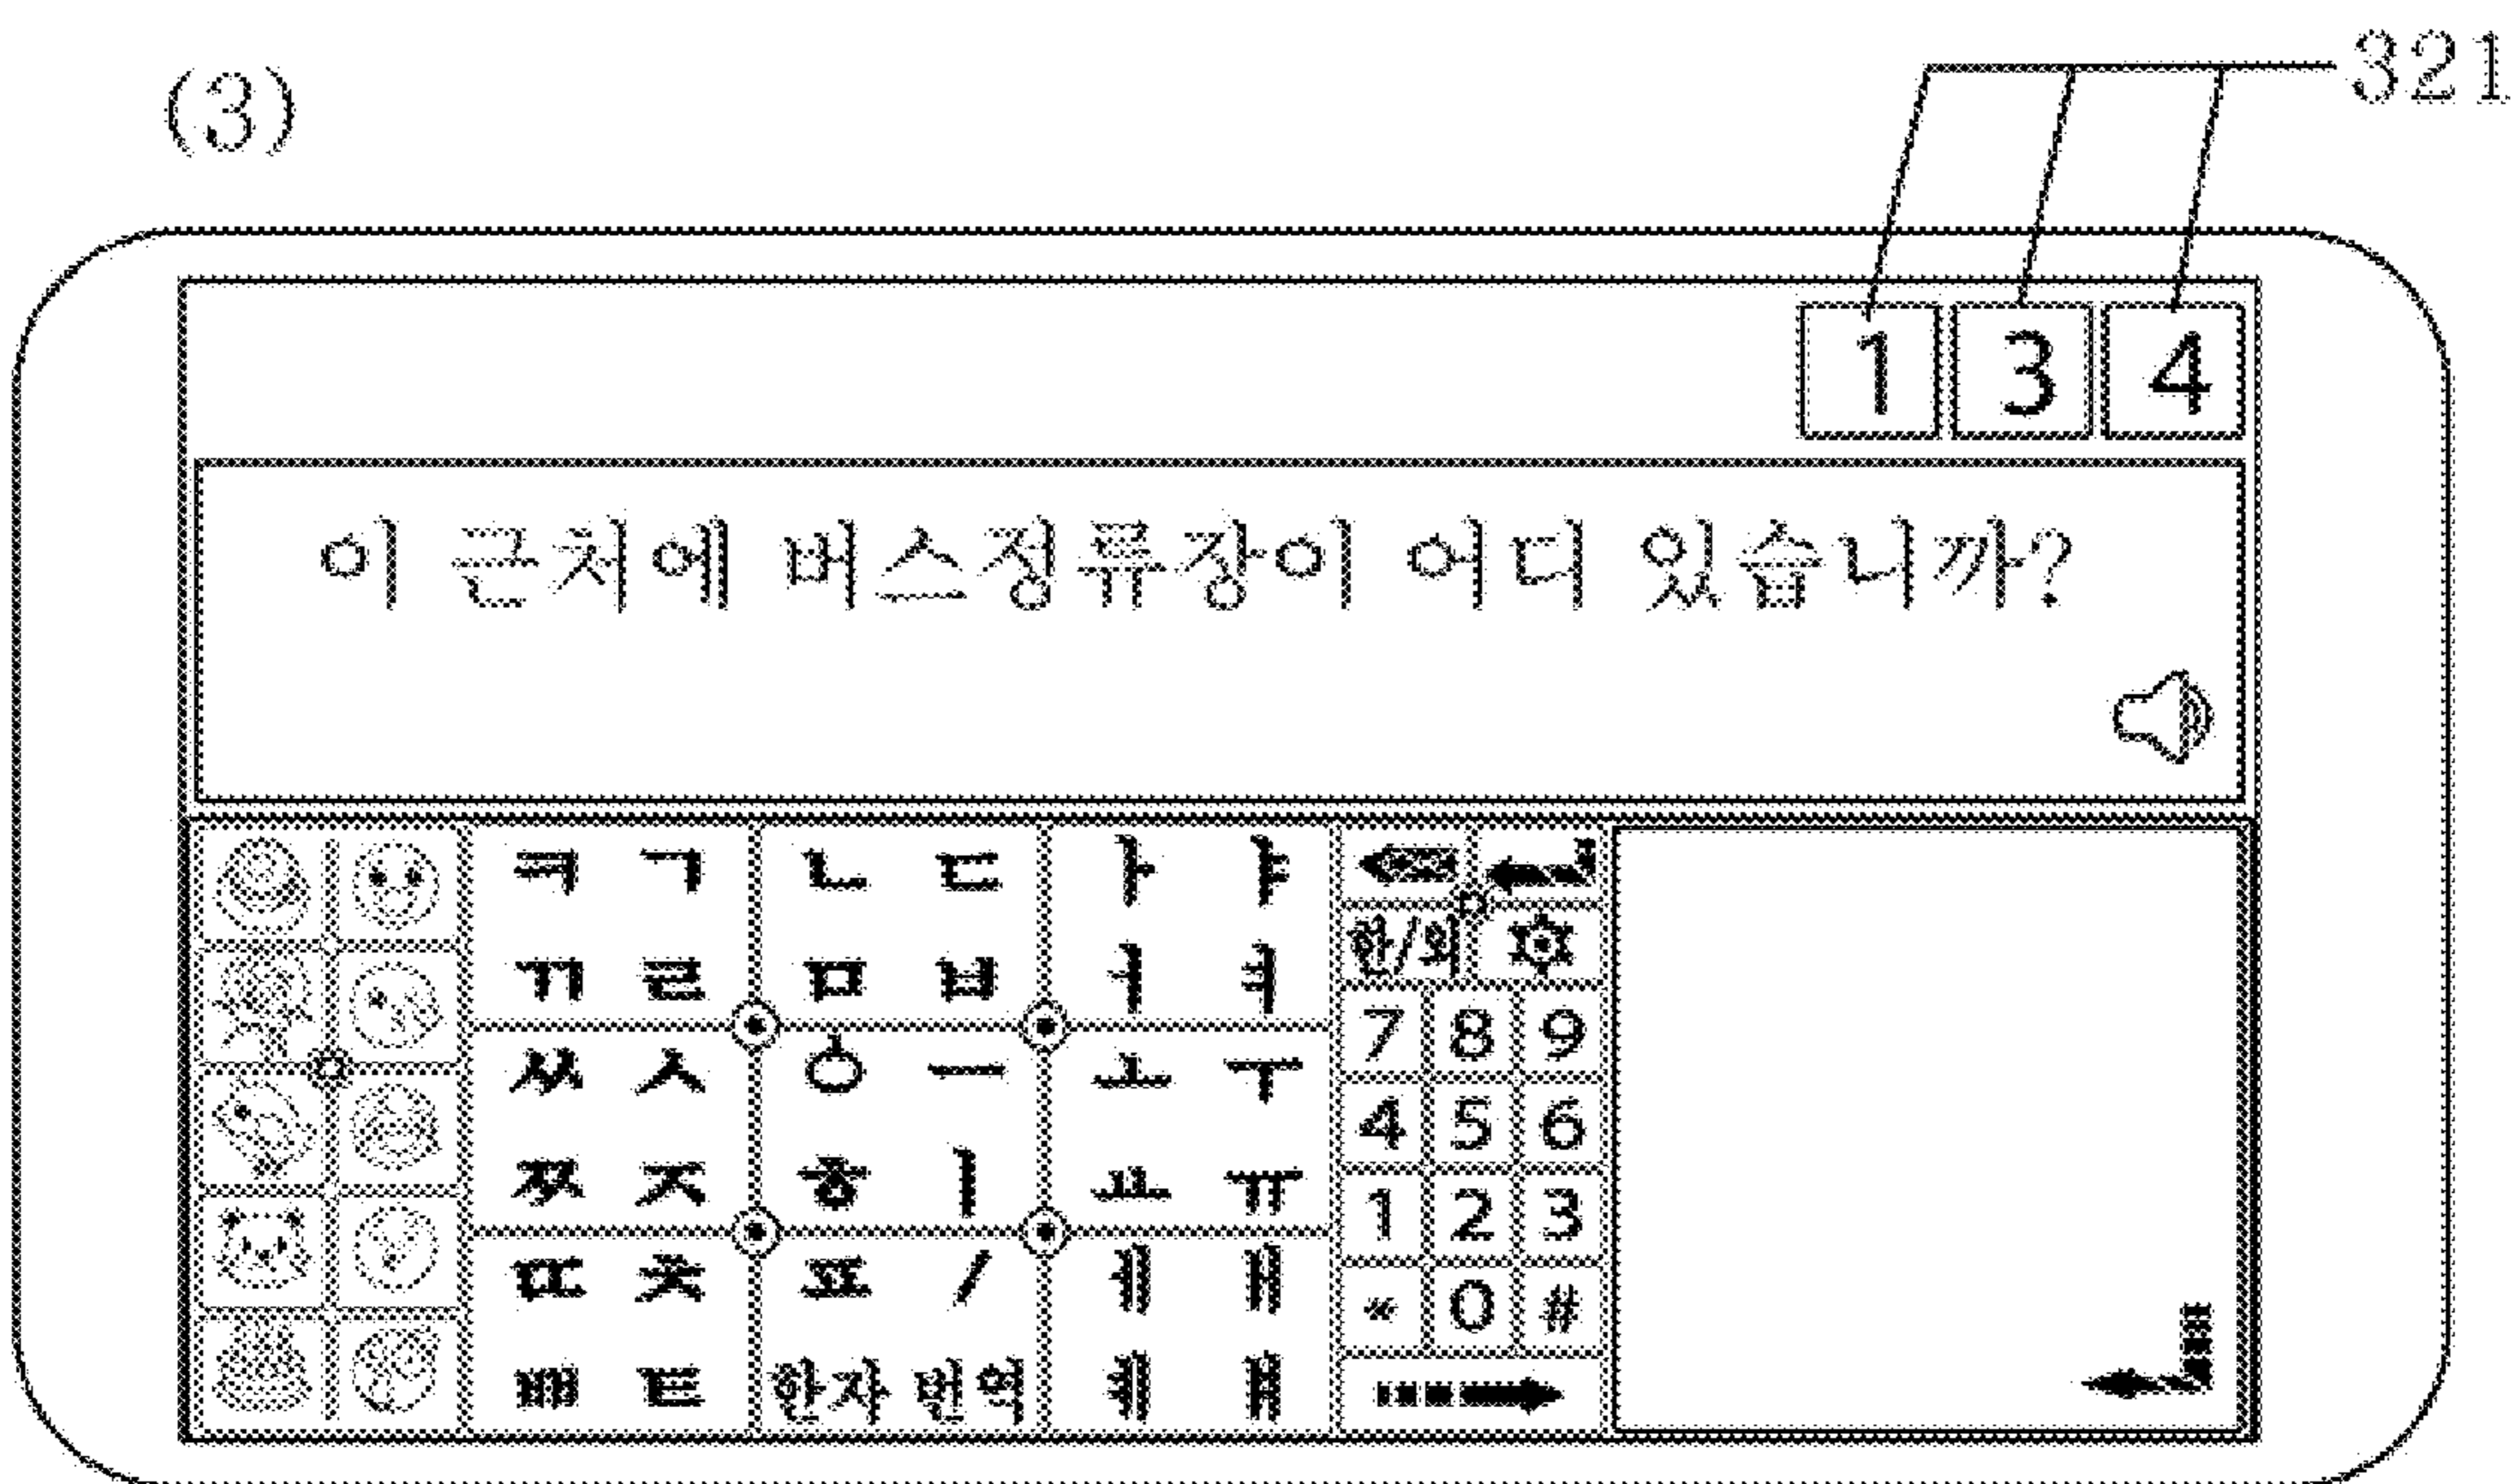 (3)
321
1 3 4
이 근처에 버스정류장이 어디 있습니까?
ㅋ ㄱ ㄴ ㄷ ㅏ ㅑ
한/외
ㄲ ㄹ ㅁ ㅂ ㅓ ㅕ
7 8 9
ㅆ ㅅ ㅇ ㅡ ㅗ ㅜ
4 5 6
ㅉ ㅈ ㅎ ㅣ ㅛ ㅠ
1 2 3
ㄸ ㅊ ㅍ / ㅔ ㅐ
0 #
ㅃ ㅌ 한자 번역 ㅖ ㅒ